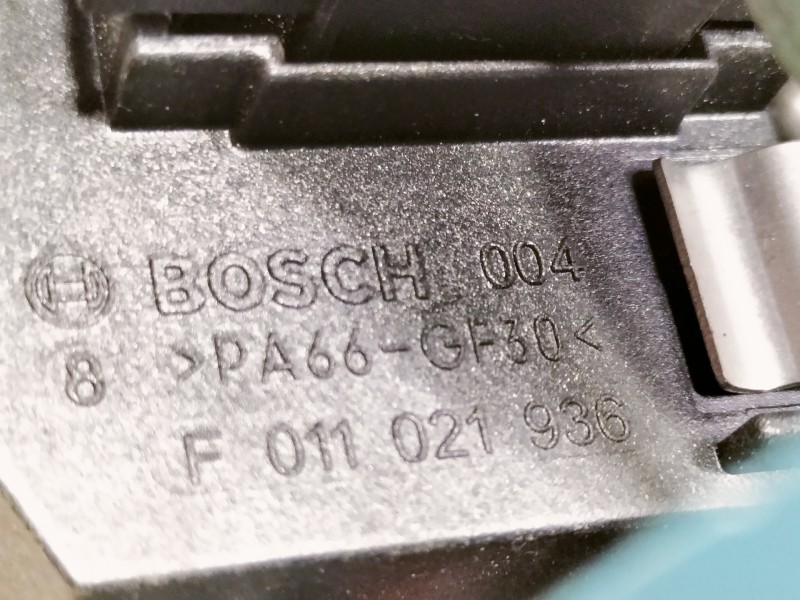 BOSCH 004
8 >PA66-GF30<
F 011 021 936